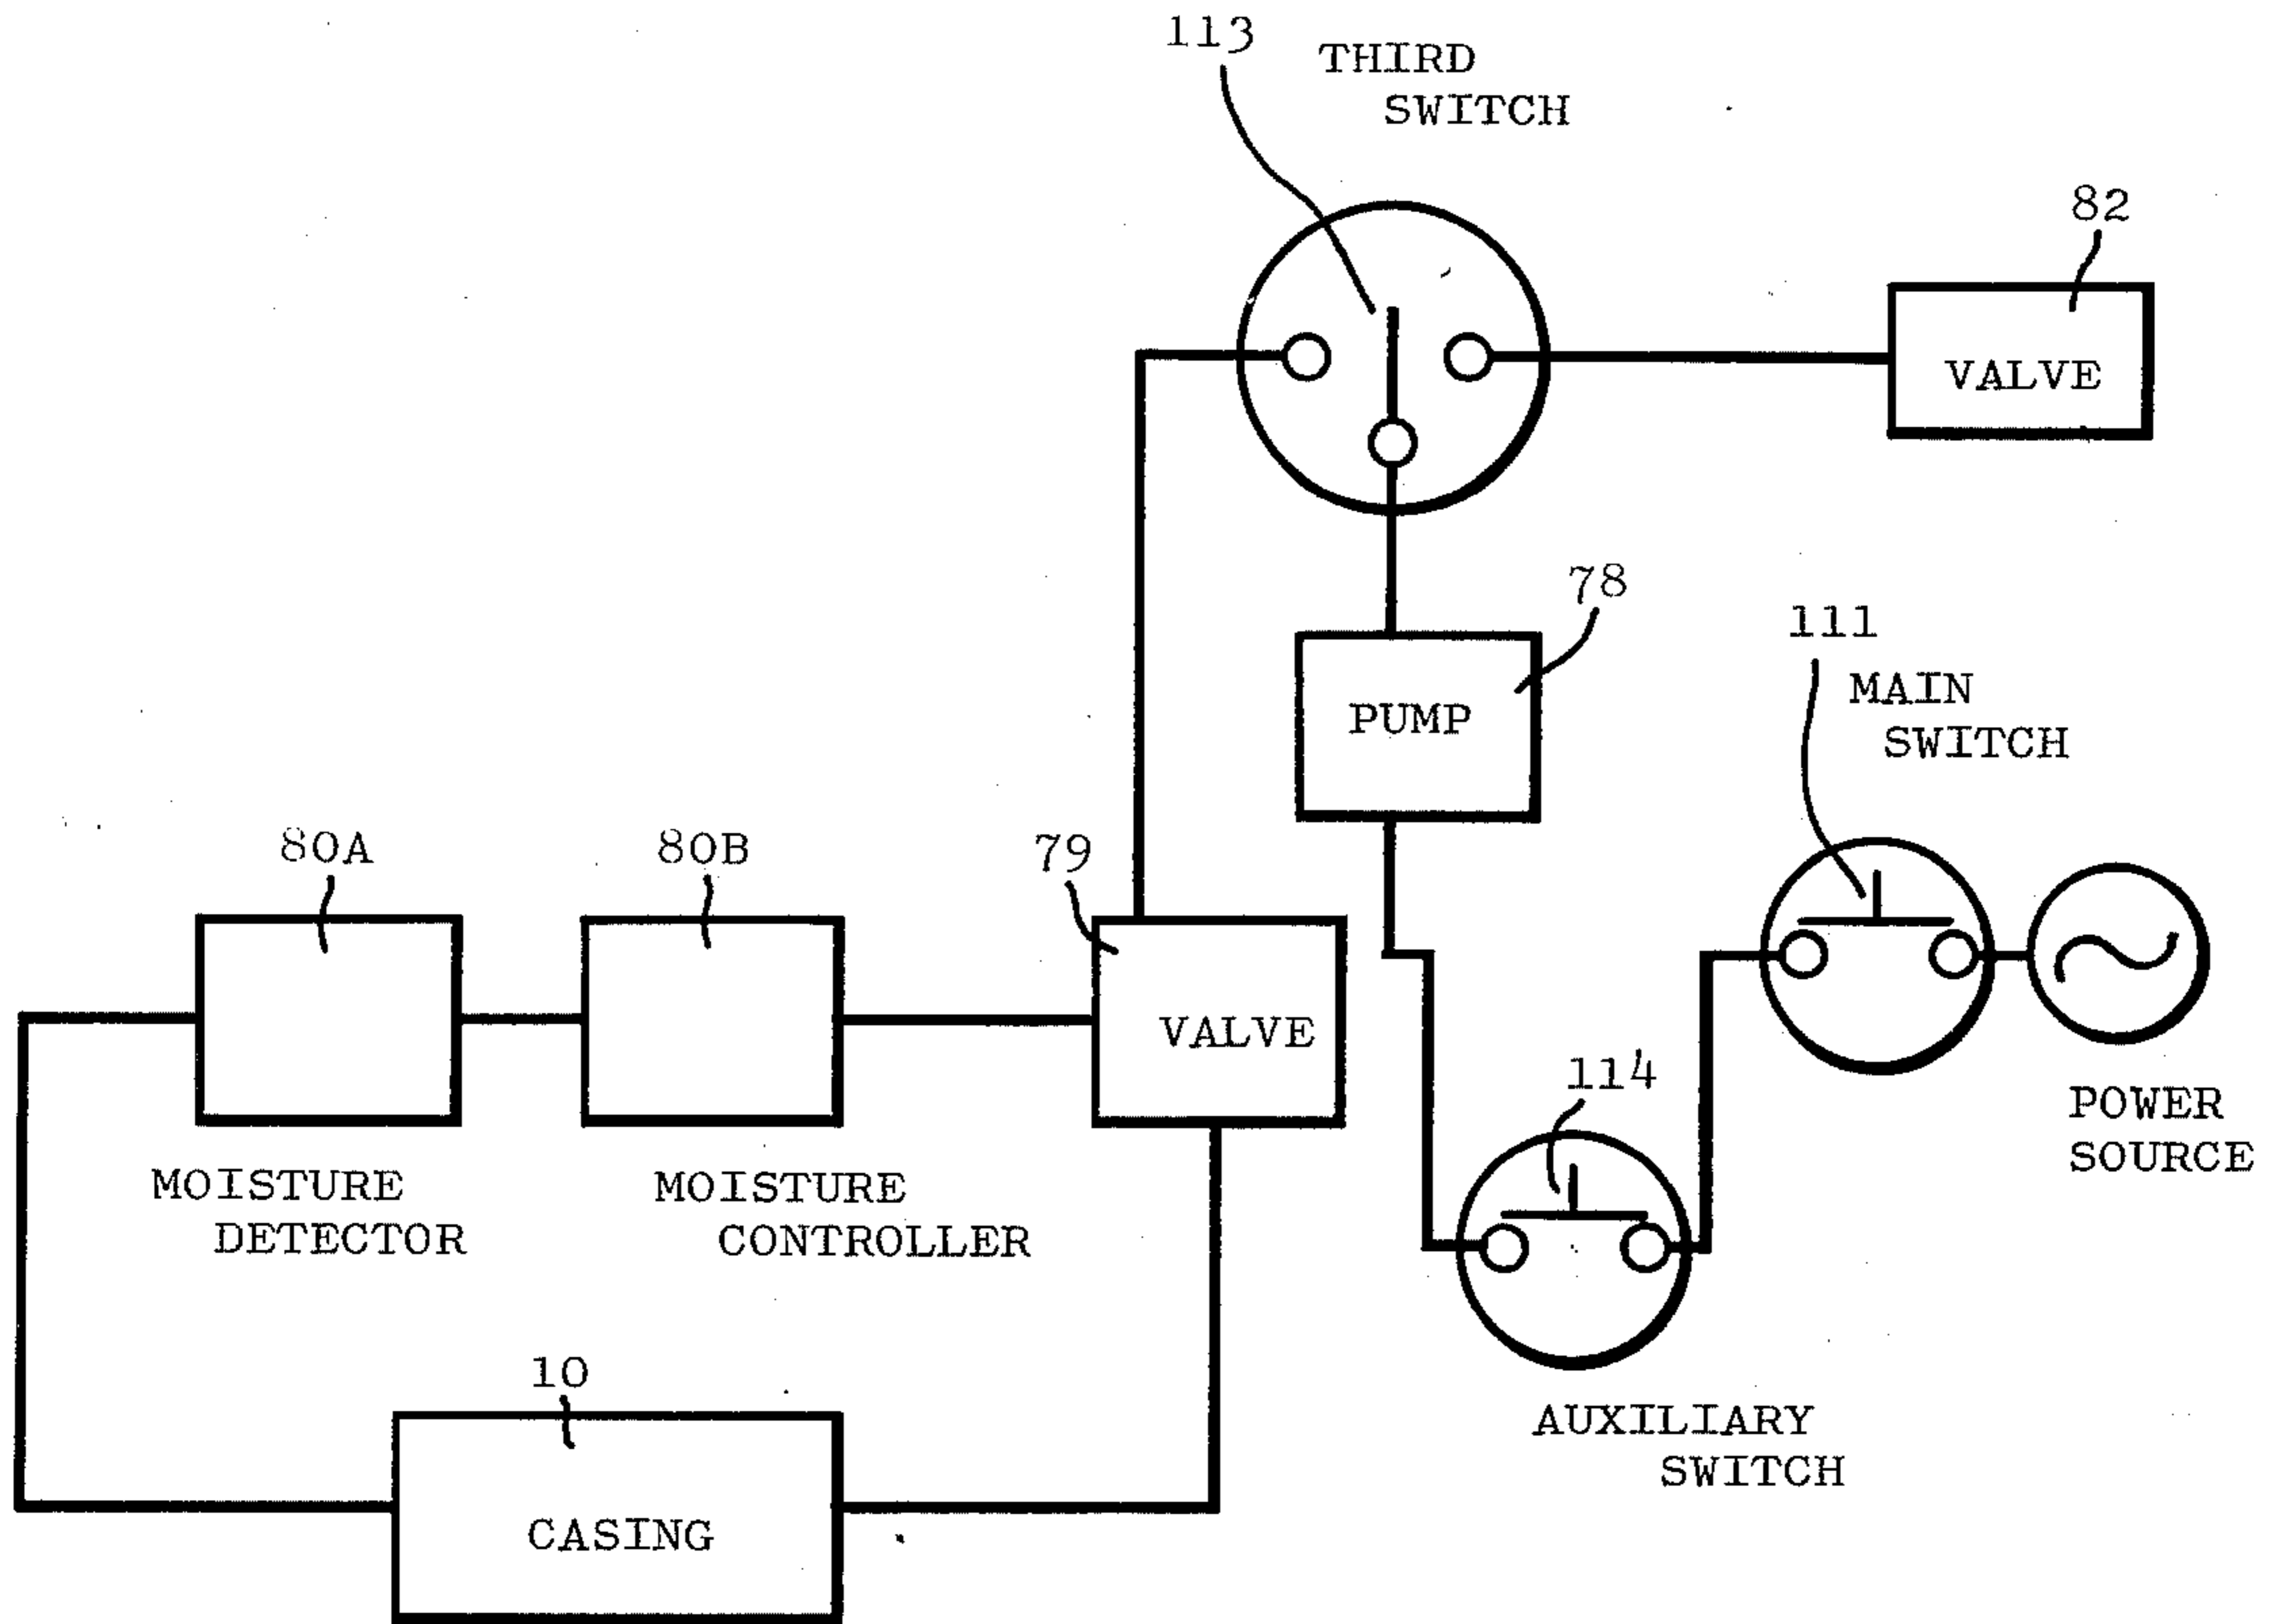 113
THIRD
SWITCH
82
VALVE
78
PUMP
111
MAIN
SWITCH
80A
80B
79
VALVE
114
POWER
SOURCE
MOISTURE
DETECTOR
MOISTURE
CONTROLLER
10
CASING
AUXILIARY
SWITCH